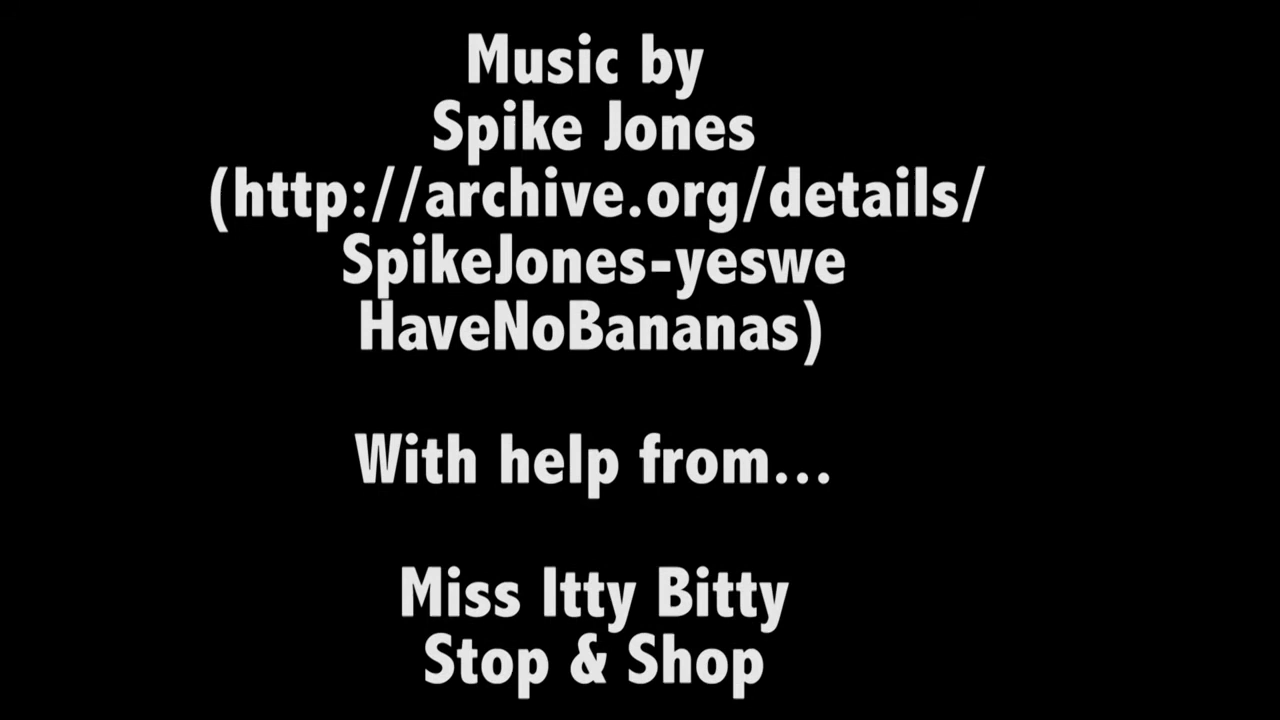 Music by
Spike Jones
(http://archive.org/details/
SpikeJones-yeswe
HaveNoBananas)
With help from...
Miss Itty Bitty
Stop & Shop